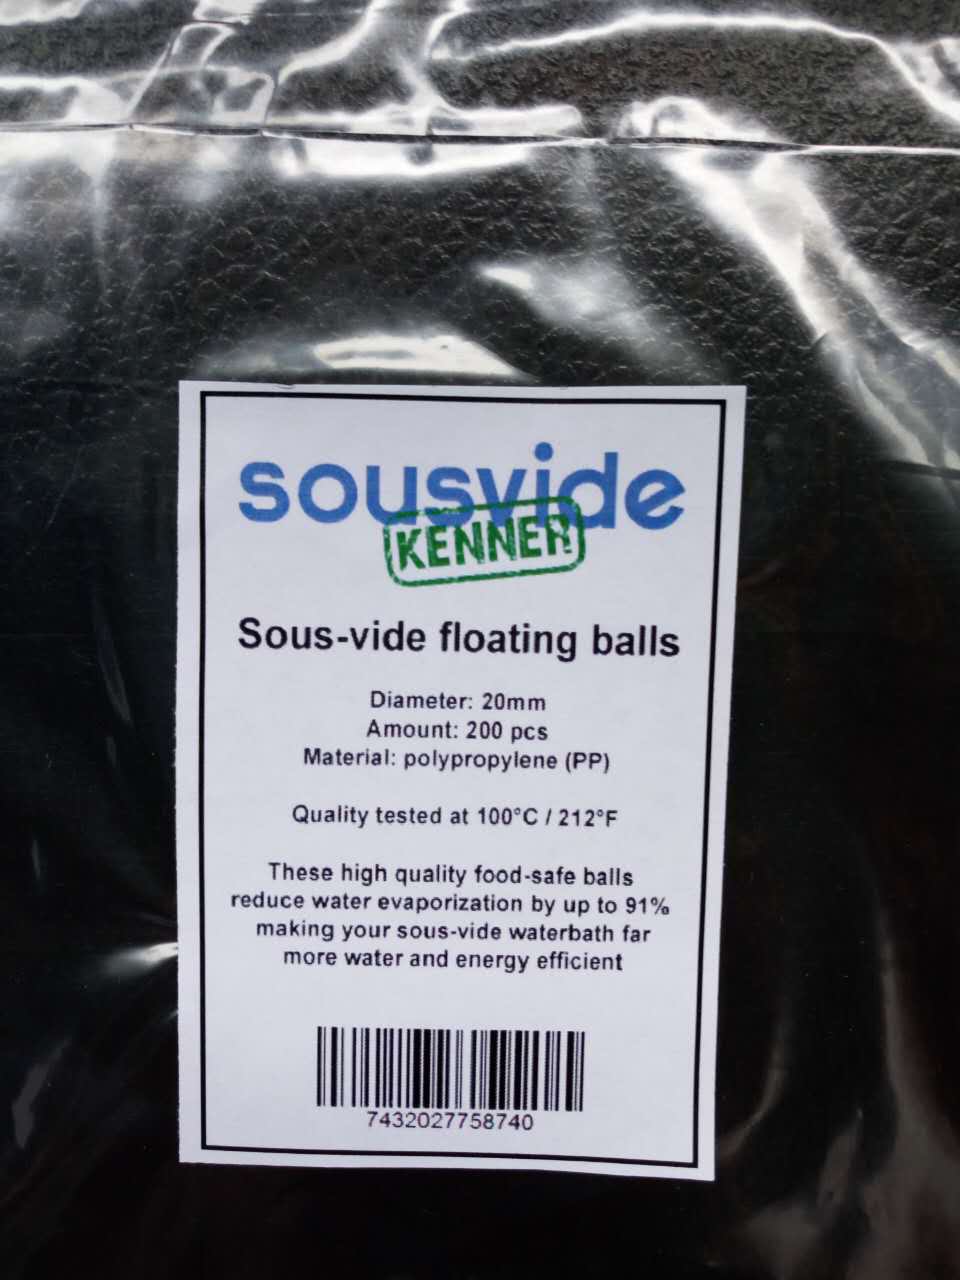 sousvide
KENNER
Sous-vide floating balls
Diameter: 20mm
Amount: 200 pcs
Material: polypropylene (PP)
Quality tested at 100°C / 212°F
These high quality food-safe balls
reduce water evaporization by up to 91%
making your sous-vide waterbath far
more water and energy efficient
7432027758740